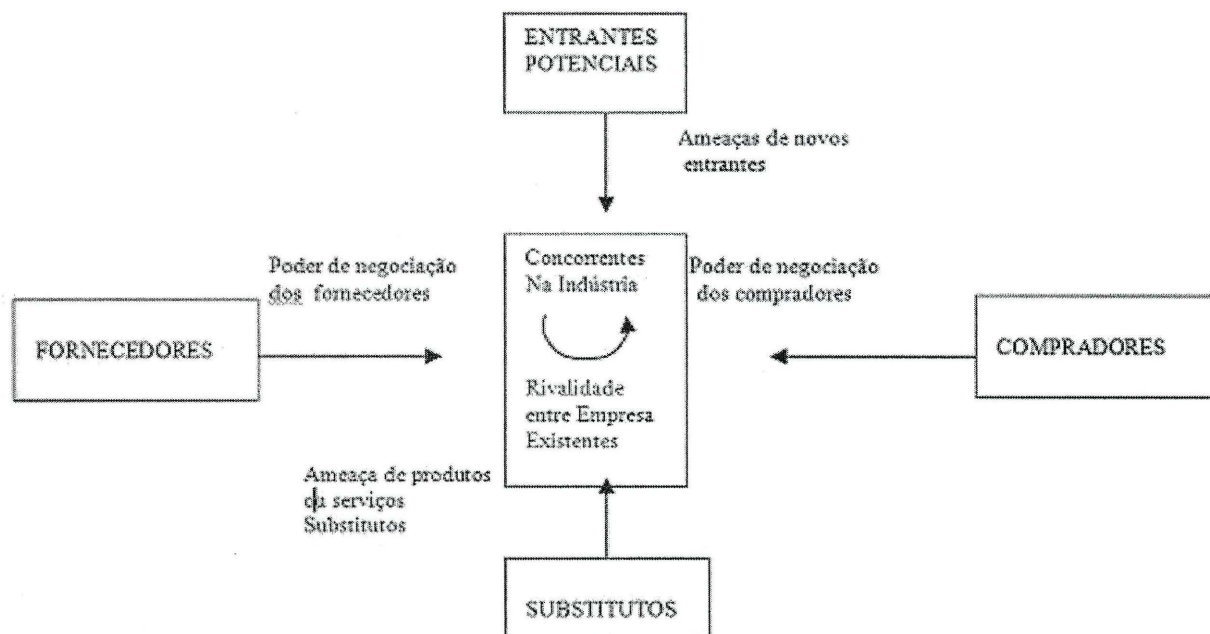 ENTRANTES
POTENCIAIS
Ameaças de novos
entrantes
Poder de negociação
dos fornecedores
Concorrentes
Na Indústria
Poder de negociação
dos compradores
FORNECEDORES
COMPRADORES
Rivalidade
entre Empresa
Existentes
Ameaça de produtos
ou serviços
Substitutos
SUBSTITUTOS